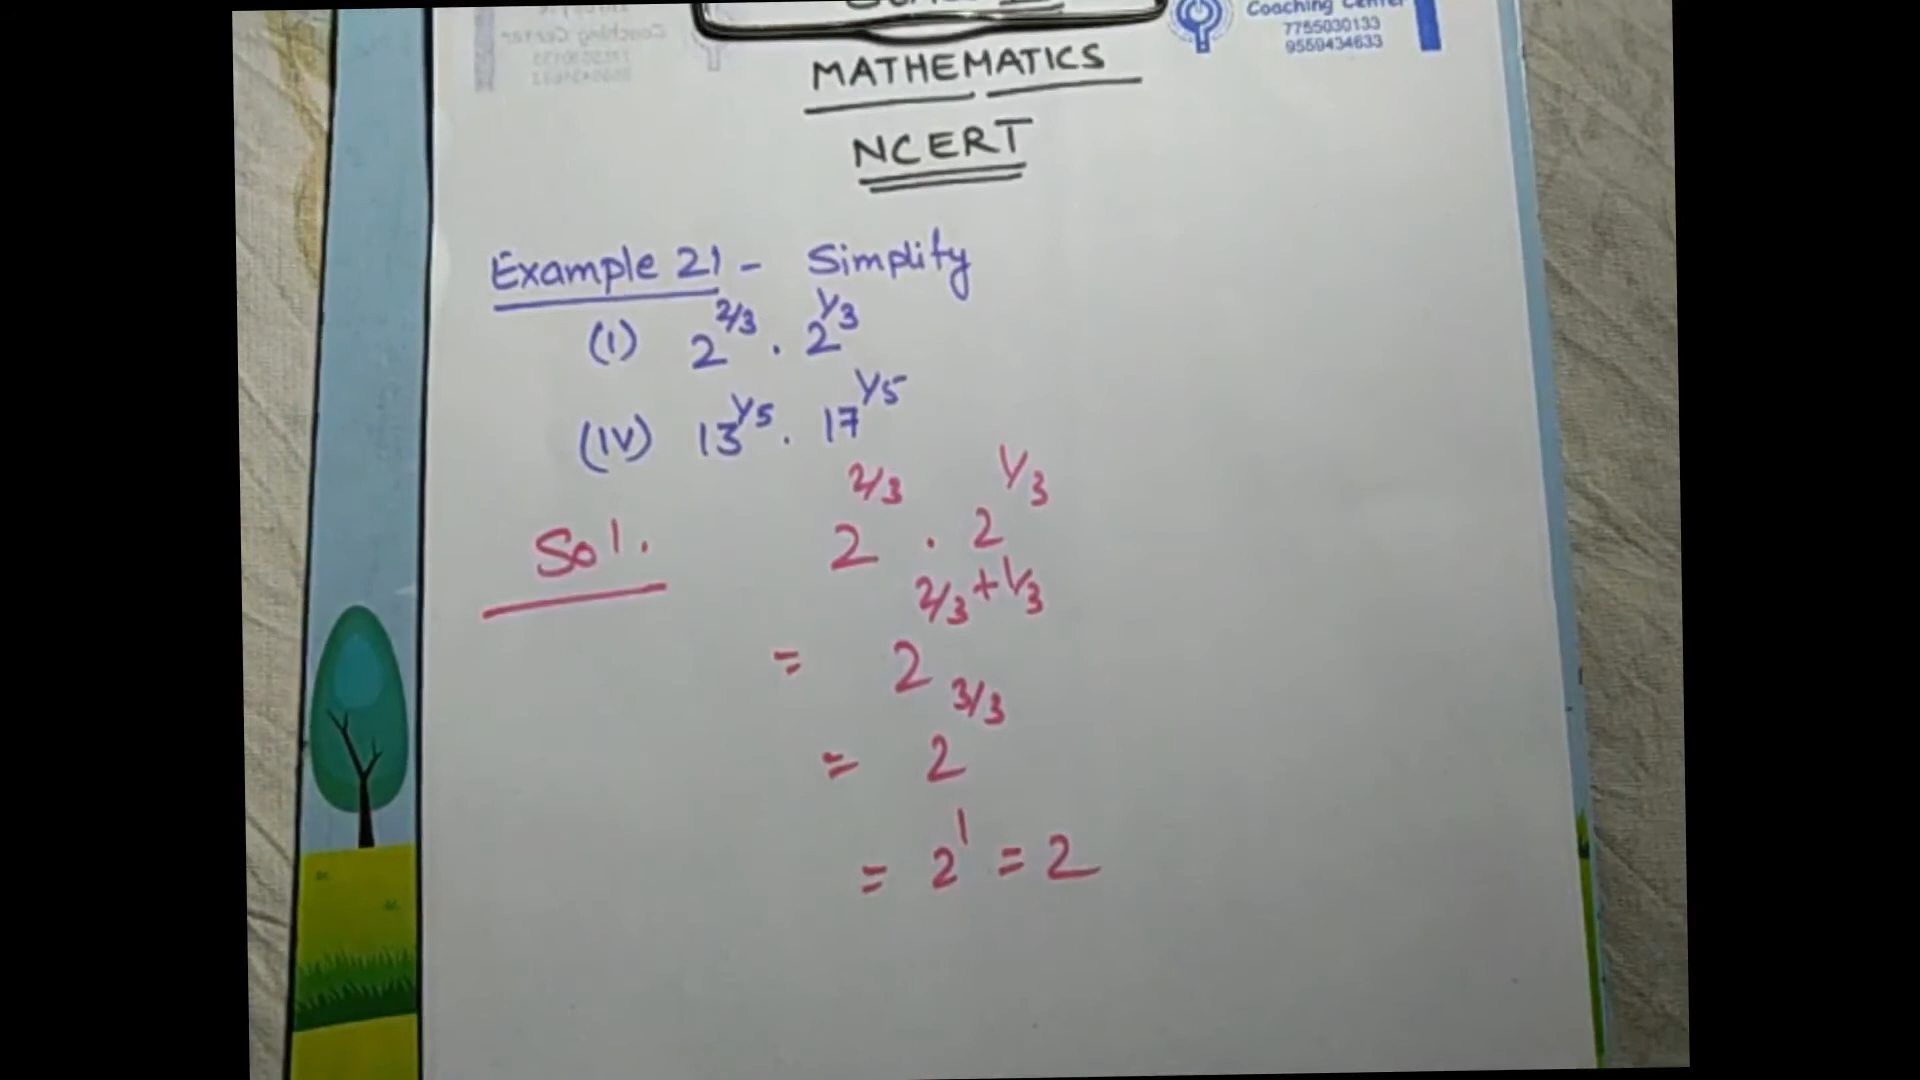 Coaching Center
7755030133
9559434633
MATHEMATICS
NCERT
Example 21 - Simplify
(I) 2^2/3 . 2^1/3
(IV) 13^1/5 . 17^1/5
Sol. 2^2/3 . 2^1/3
= 2^2/3+1/3
= 2^3/3
= 2^1 = 2